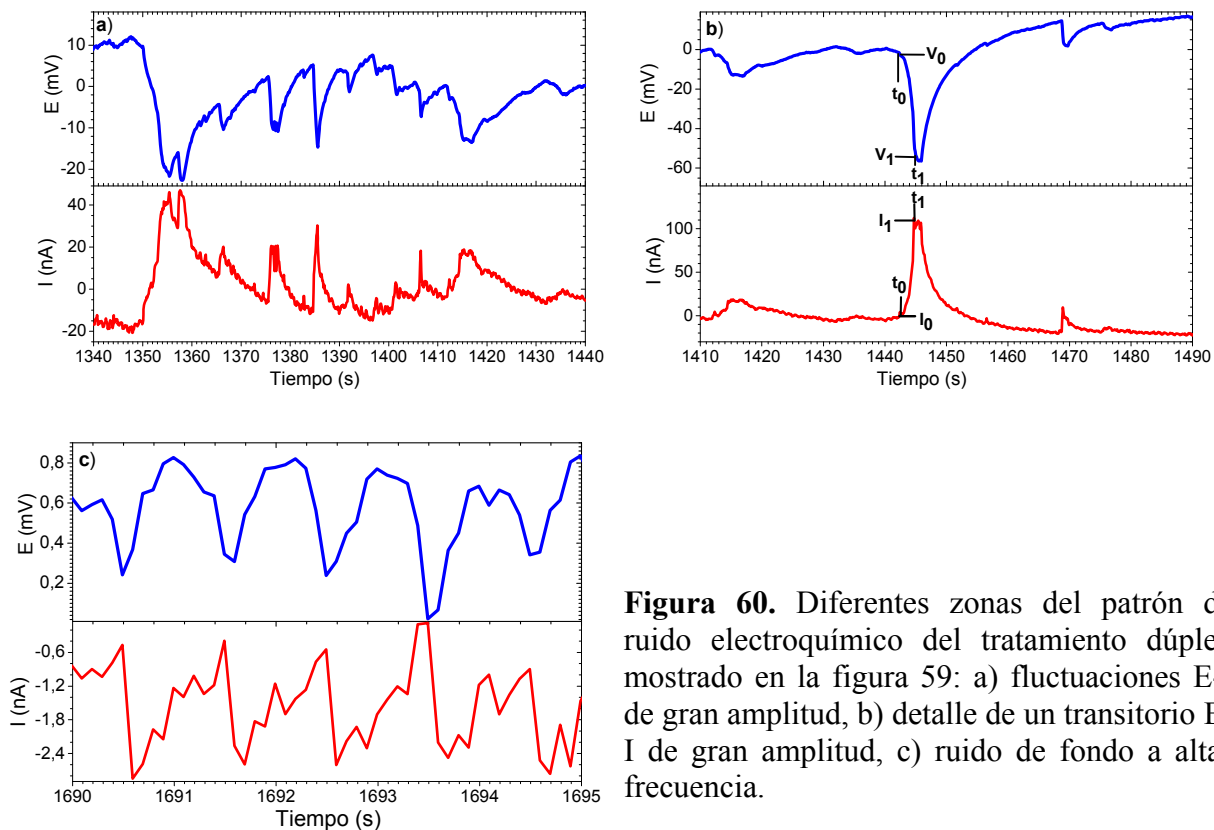 a)
10
0
-10
-20
E (mV)
40
20
0
-20
I (nA)
1340 1350 1360 1370 1380 1390 1400 1410 1420 1430 1440
Tiempo (s)
b)
0
-20
-40
-60
E (mV)
V0
t0
V1
t1
t1
I1
t0
I0
100
50
0
I (nA)
1410 1420 1430 1440 1450 1460 1470 1480 1490
Tiempo (s)
c)
0,8
0,6
0,4
0,2
E (mV)
-0,6
-1,2
-1,8
-2,4
I (nA)
1690 1691 1692 1693 1694 1695
Tiempo (s)
Figura 60. Diferentes zonas del patrón d
ruido electroquímico del tratamiento dúple
mostrado en la figura 59: a) fluctuaciones E-
de gran amplitud, b) detalle de un transitorio E
I de gran amplitud, c) ruido de fondo a alta
frecuencia.